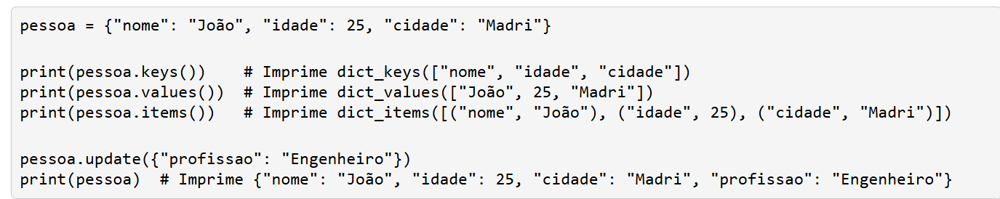 pessoa = {"nome": "João", "idade": 25, "cidade": "Madri"}
print(pessoa.keys())    # Imprime dict_keys(["nome", "idade", "cidade"])
print(pessoa.values())  # Imprime dict_values(["João", 25, "Madri"])
print(pessoa.items())   # Imprime dict_items([("nome", "João"), ("idade", 25), ("cidade", "Madri")])
pessoa.update({"profissao": "Engenheiro"})
print(pessoa)  # Imprime {"nome": "João", "idade": 25, "cidade": "Madri", "profissao": "Engenheiro"}